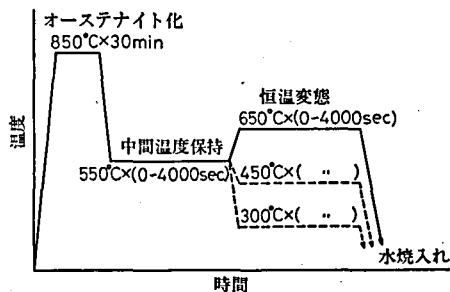 オーステナイト化
850°C×30min
恒温変態
650°C×(0-4000sec)
中間温度保持
550°C×(0-4000sec)
450°C×( 〃 )
300°C×( 〃 )
水焼入れ
温度
時間